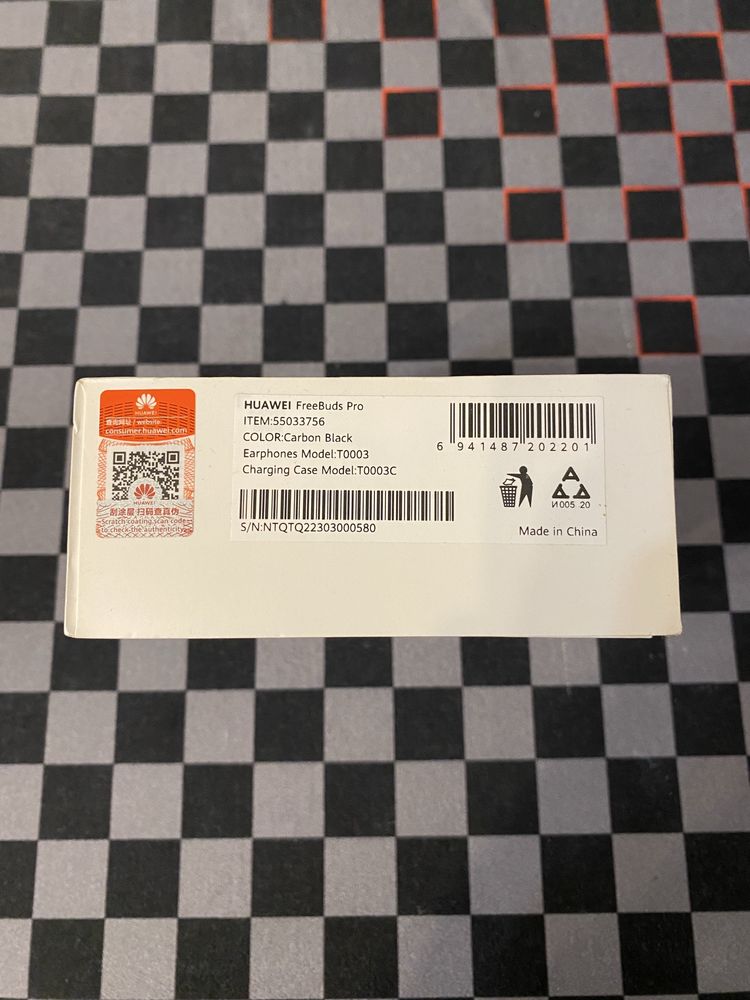 HUAWEI
查询网址 / website:
consumer.huawei.com
HUAWEI
刮涂层 扫码查真伪
Scratch coating,scan code
to check the authenticity
HUAWEI FreeBuds Pro
ITEM:55033756
COLOR:Carbon Black
Earphones Model:T0003
Charging Case Model:T0003C
S/N:NTQTQ22303000580
6 941487 202201
И005 .20
Made in China